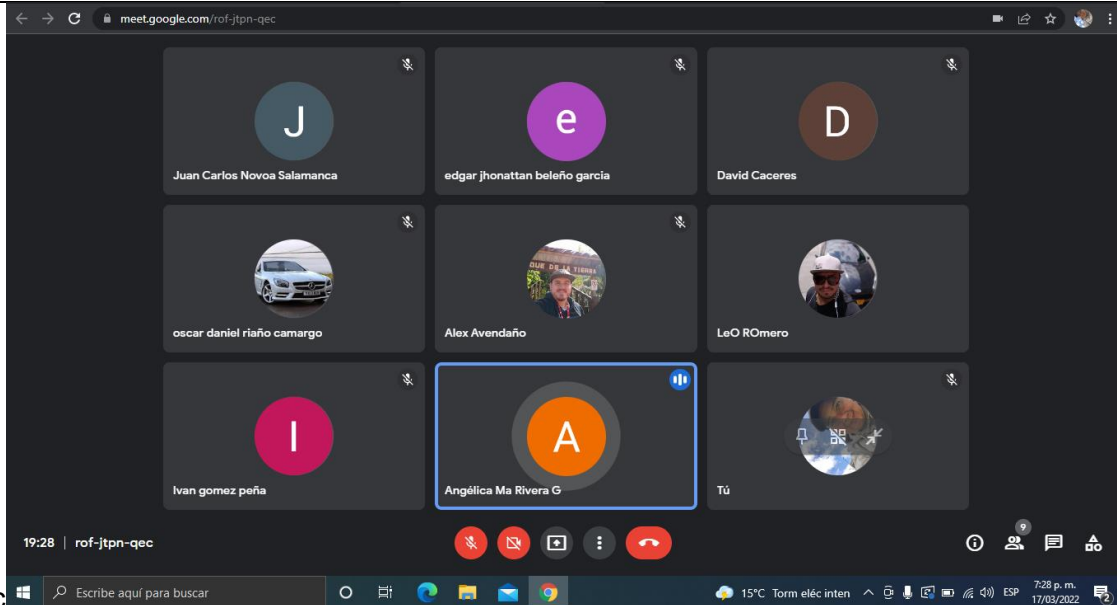 meet.google.com/rof-jtpn-qec
J
e
D
Juan Carlos Novoa Salamanca
edgar jhonattan beleño garcia
David Caceres
oscar daniel riaño camargo
Alex Avendaño
LeO ROmero
I
A
Ivan gomez peña
Angélica Ma Rivera G
Tú
19:28 | rof-jtpn-qec
9
Escribe aquí para buscar
15°C Torm eléc inten
ESP
7:28 p. m.
17/03/2022
2